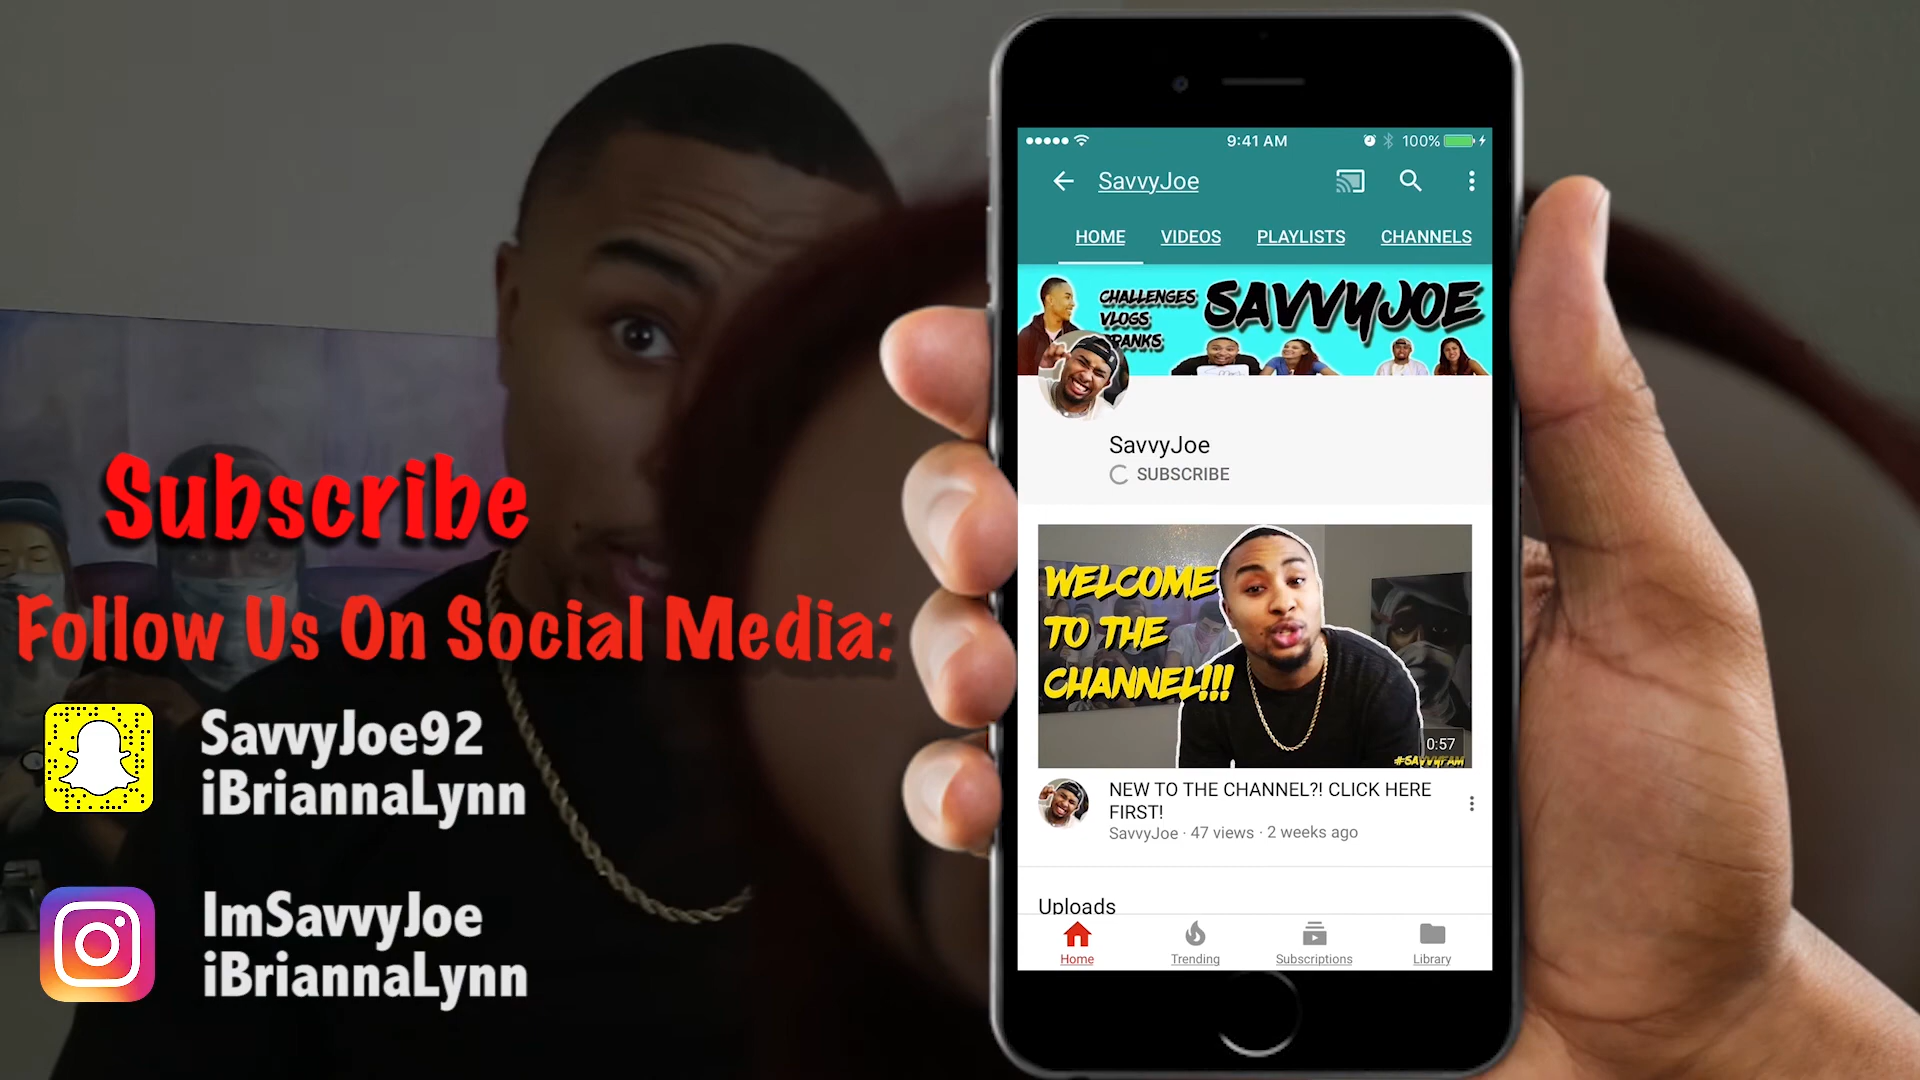 Subscribe
Follow Us On Social Media:
SavvyJoe92
iBriannaLynn
ImSavvyJoe
iBriannaLynn
9:41 AM
100%
SavvyJoe
HOME VIDEOS PLAYLISTS CHANNELS
CHALLENGES
VLOGS
PRANKS
SAVVYJOE
SavvyJoe
SUBSCRIBE
WELCOME
TO THE
CHANNEL!!!
0:57
#SAVVYFAM
NEW TO THE CHANNEL?! CLICK HERE
FIRST!
SavvyJoe · 47 views · 2 weeks ago
Uploads
Home Trending Subscriptions Library